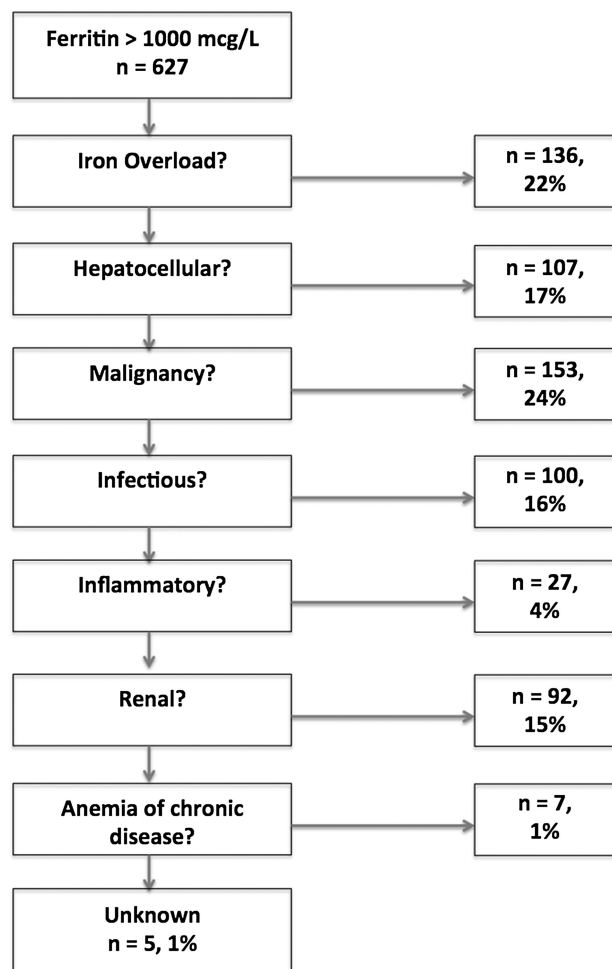 Ferritin > 1000 mcg/L
n = 627
Iron Overload?
n = 136,
22%
Hepatocellular?
n = 107,
17%
Malignancy?
n = 153,
24%
Infectious?
n = 100,
16%
Inflammatory?
n = 27,
4%
Renal?
n = 92,
15%
Anemia of chronic
disease?
n = 7,
1%
Unknown
n = 5, 1%